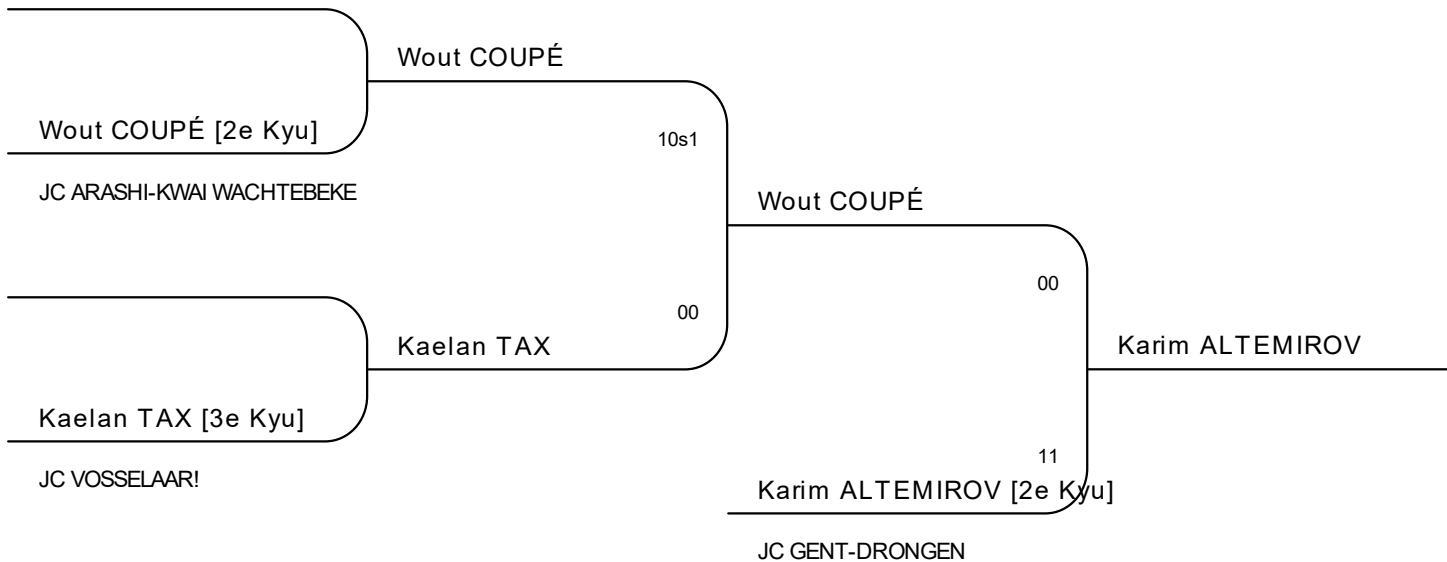 Wout COUPÉ
Wout COUPÉ [2e Kyu]
10s1
JC ARASHI-KWAI WACHTEBEKE
Wout COUPÉ
00
00
Kaelan TAX
Karim ALTEMIROV
Kaelan TAX [3e Kyu]
11
JC VOSSELAAR!
Karim ALTEMIROV [2e Kyu]
JC GENT-DRONGEN